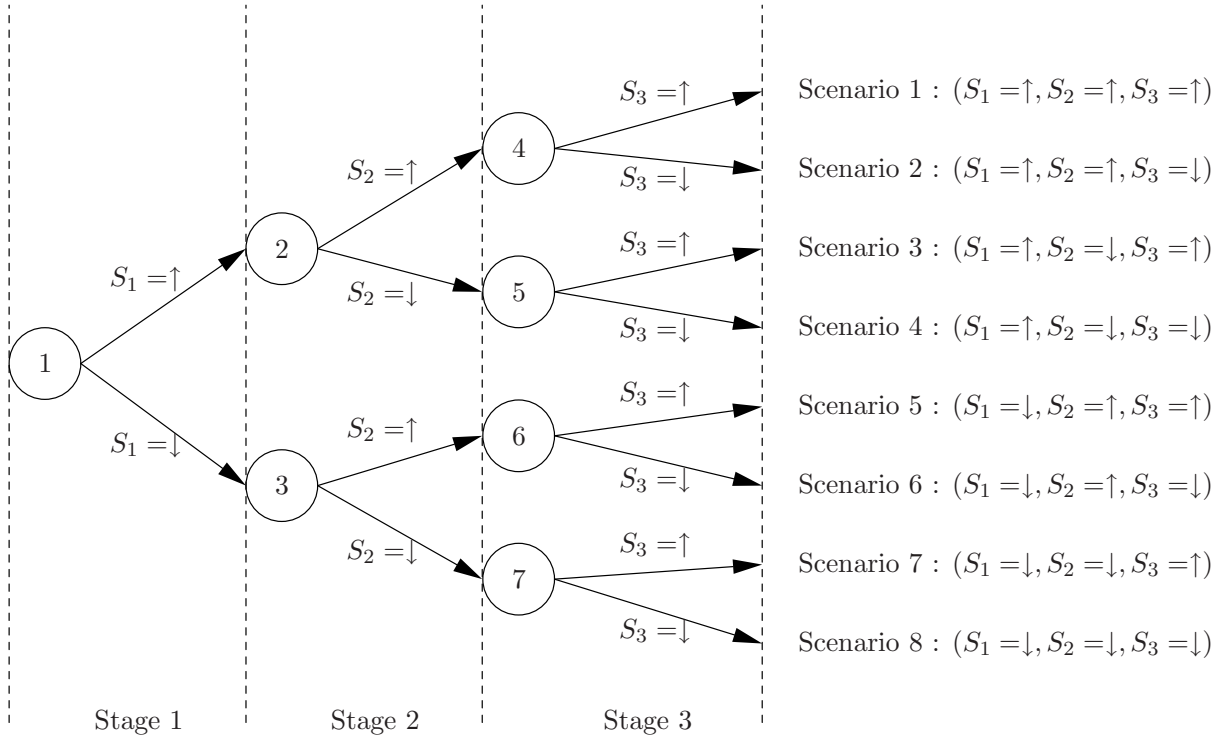 S₃ =↑
Scenario 1 : (S₁ =↑, S₂ =↑, S₃ =↑)
4
S₂ =↑
S₃ =↓
Scenario 2 : (S₁ =↑, S₂ =↑, S₃ =↓)
2
S₃ =↑
Scenario 3 : (S₁ =↑, S₂ =↓, S₃ =↑)
S₁ =↑
S₂ =↓
5
S₃ =↓
Scenario 4 : (S₁ =↑, S₂ =↓, S₃ =↓)
1
S₃ =↑
Scenario 5 : (S₁ =↓, S₂ =↑, S₃ =↑)
S₁ =↓
S₂ =↑
6
3
S₃ =↓
Scenario 6 : (S₁ =↓, S₂ =↑, S₃ =↓)
S₂ =↓
S₃ =↑
Scenario 7 : (S₁ =↓, S₂ =↓, S₃ =↑)
7
S₃ =↓
Scenario 8 : (S₁ =↓, S₂ =↓, S₃ =↓)
Stage 1
Stage 2
Stage 3